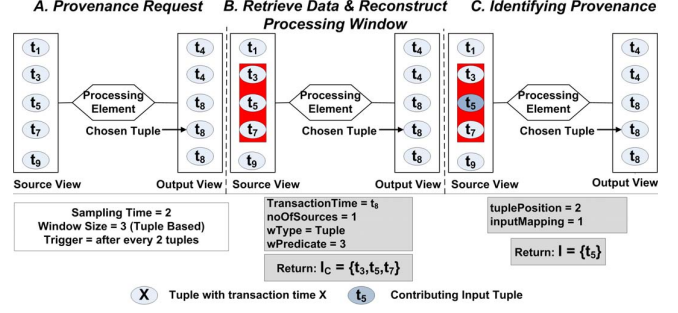 A. Provenance Request
B. Retrieve Data & Reconstruct
Processing Window
C. Identifying Provenance
t1
t3
t5
t7
t9
Processing
Element
Chosen Tuple
t4
t4
t8
t8
t8
Source View
Output View
Sampling Time = 2
Window Size = 3 (Tuple Based)
Trigger = after every 2 tuples
t1
t3
t5
t7
t9
Processing
Element
Chosen Tuple
t4
t4
t8
t8
t8
Source View
Output View
TransactionTime = t8
noOfSources = 1
wType = Tuple
wPredicate = 3
Return: IC = {t3,t5,t7}
t1
t3
t5
t7
t9
Processing
Element
Chosen Tuple
t4
t4
t8
t8
t8
Source View
Output View
tuplePosition = 2
inputMapping = 1
Return: I = {t5}
X
Tuple with transaction time X
t5
Contributing Input Tuple